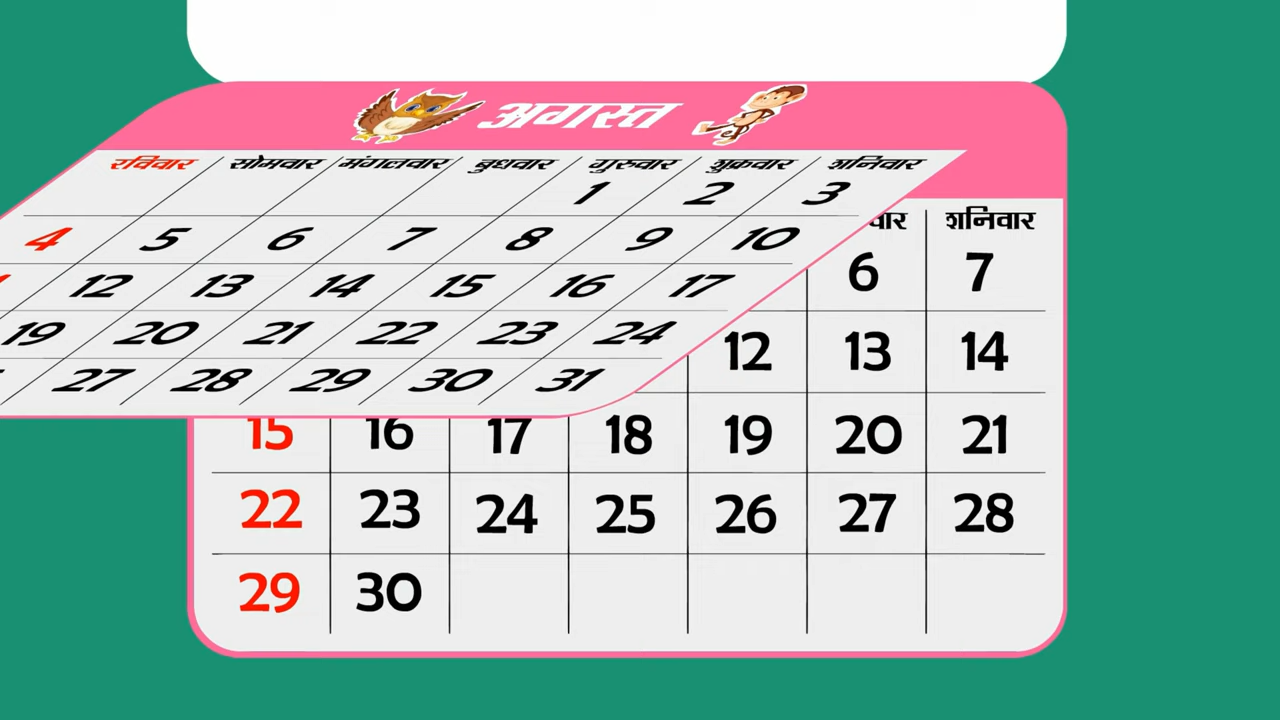 अगस्त
रविवार सोमवार मंगलवार बुधवार गुरुवार शुक्रवार शनिवार
1 2 3
4 5 6 7 8 9 10
12 13 14 15 16 17
19 20 21 22 23 24
27 28 29 30 31
शनिवार
6 7
12 13 14
15 16 17 18 19 20 21
22 23 24 25 26 27 28
29 30